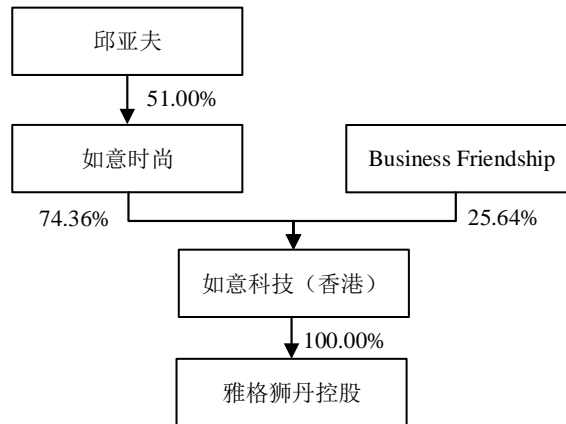 邱亚夫
51.00%
如意时尚
Business Friendship
74.36%
25.64%
如意科技（香港）
100.00%
雅格狮丹控股